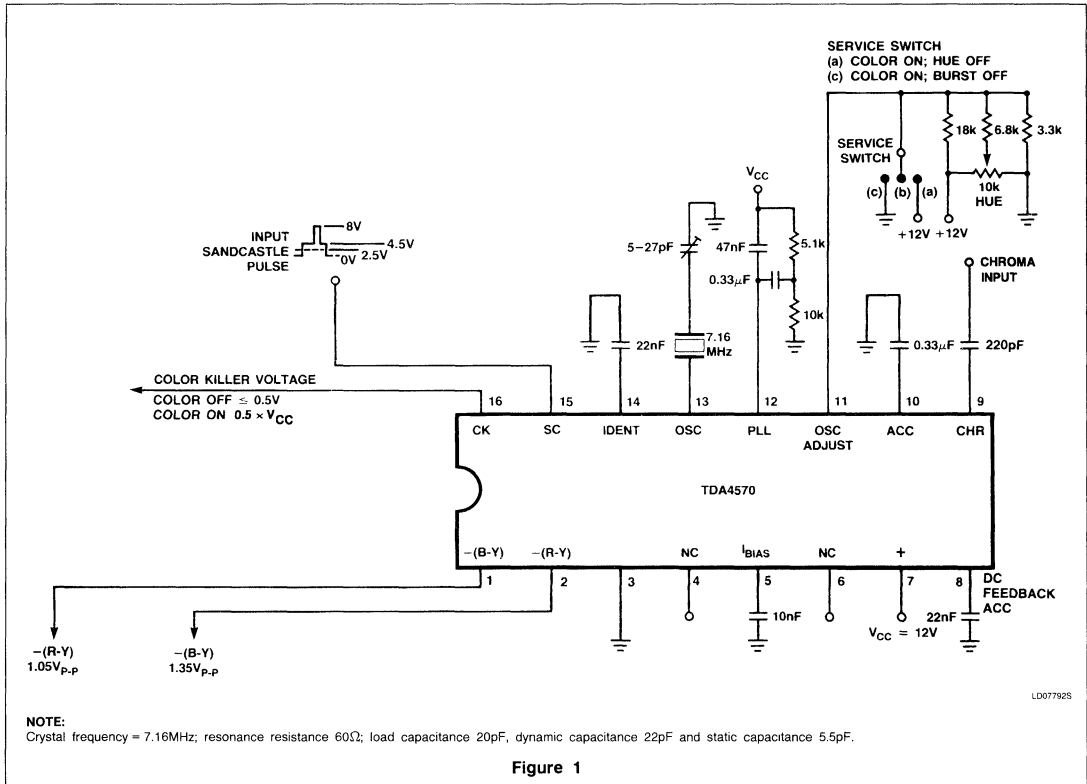 SERVICE SWITCH
(a) COLOR ON; HUE OFF
(c) COLOR ON; BURST OFF
18k
6.8k
3.3k
SERVICE
SWITCH
(c)
(b)
(a)
10k
HUE
+12V
+12V
VCC
INPUT
SANDCASTLE
PULSE
8V
4.5V
2.5V
0V
5–27pF
47nF
5.1k
0.33μF
10k
CHROMA
INPUT
22nF
7.16
MHz
0.33μF
220pF
COLOR KILLER VOLTAGE
COLOR OFF ≤ 0.5V
COLOR ON 0.5 × VCC
16
15
14
13
12
11
10
9
CK
SC
IDENT
OSC
PLL
OSC
ADJUST
ACC
CHR
TDA4570
–(B-Y)
–(R-Y)
NC
IBIAS
NC
+
1
2
3
4
5
6
7
8
DC
FEEDBACK
ACC
10nF
VCC = 12V
22nF
–(R-Y)
1.05VP-P
–(B-Y)
1.35VP-P
LD07792S
NOTE:
Crystal frequency = 7.16MHz; resonance resistance 60Ω; load capacitance 20pF, dynamic capacitance 22pF and static capacitance 5.5pF.
Figure 1